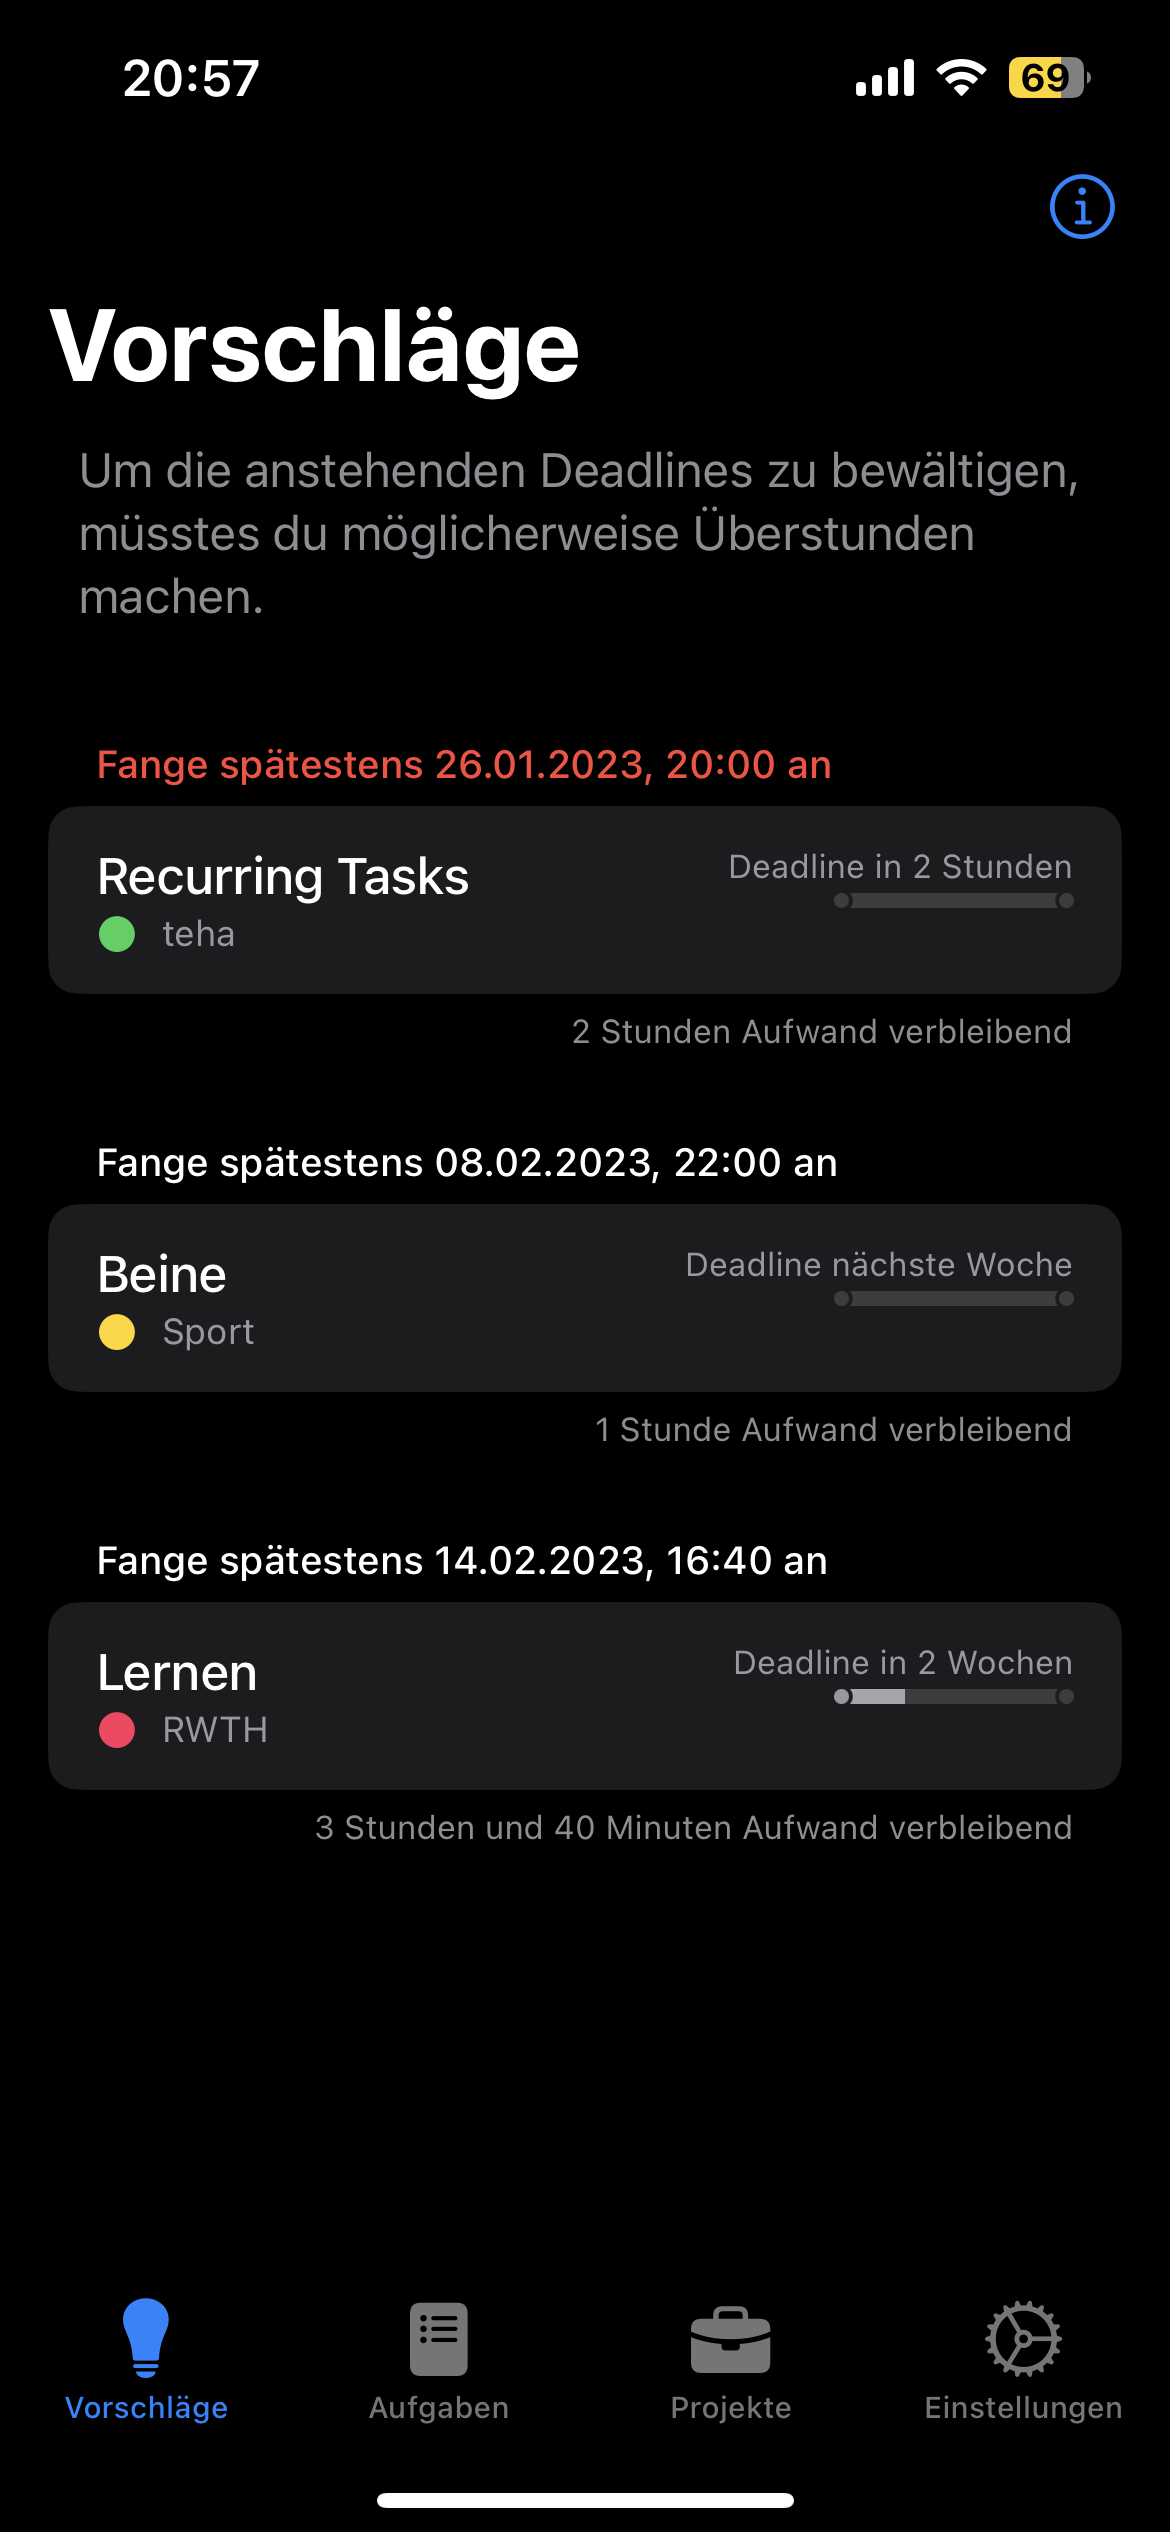 20:57
69
Vorschläge
Um die anstehenden Deadlines zu bewältigen,
müsstes du möglicherweise Überstunden
machen.
Fange spätestens 26.01.2023, 20:00 an
Recurring Tasks
Deadline in 2 Stunden
teha
2 Stunden Aufwand verbleibend
Fange spätestens 08.02.2023, 22:00 an
Beine
Deadline nächste Woche
Sport
1 Stunde Aufwand verbleibend
Fange spätestens 14.02.2023, 16:40 an
Lernen
Deadline in 2 Wochen
RWTH
3 Stunden und 40 Minuten Aufwand verbleibend
Vorschläge
Aufgaben
Projekte
Einstellungen